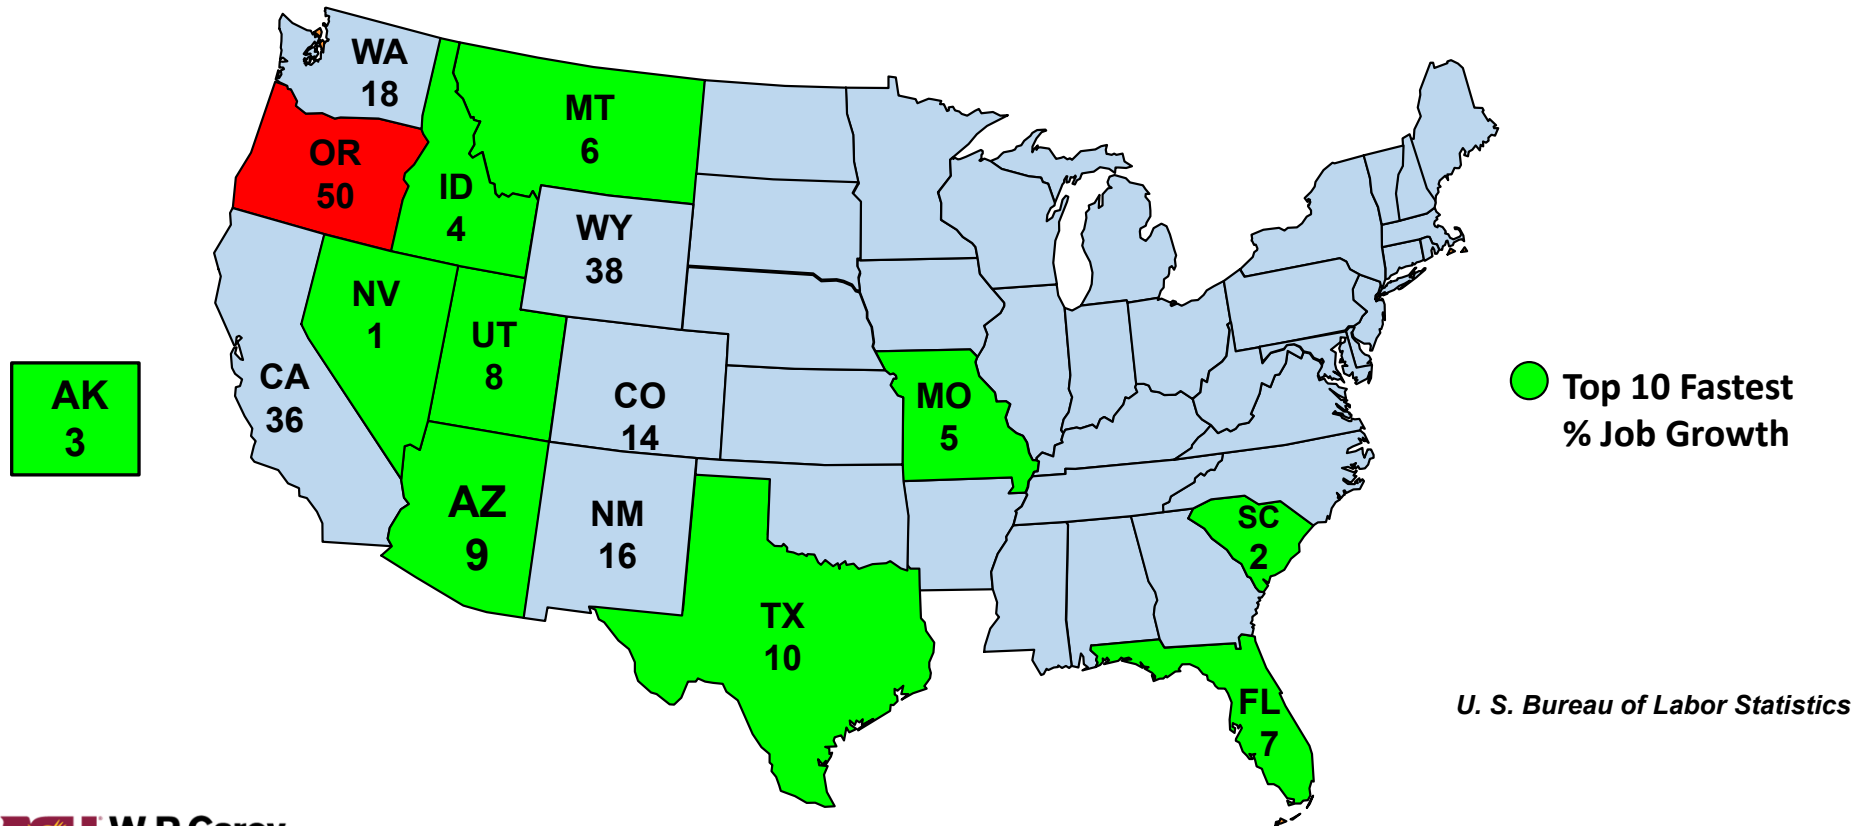 WA
18
MT
6
OR
50
ID
4
WY
38
NV
1
UT
8
CA
36
CO
14
AK
3
MO
5
Top 10 Fastest
% Job Growth
AZ
9
NM
16
SC
2
TX
10
FL
7
U. S. Bureau of Labor Statistics
W. P. Carey